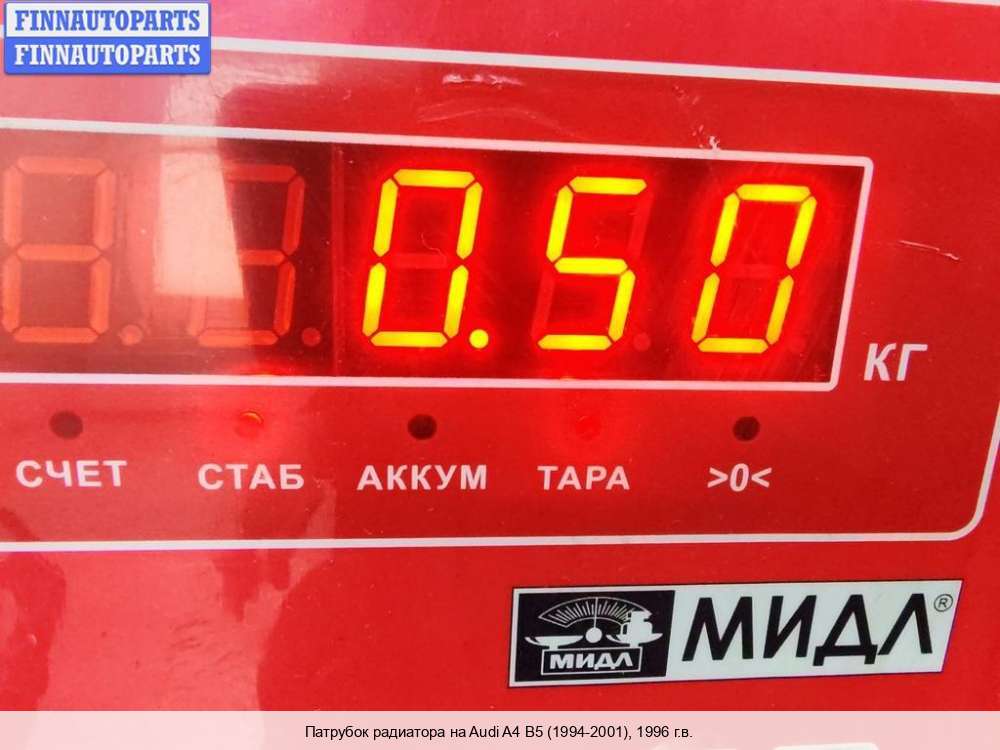 FINNAUTOPARTS
FINNAUTOPARTS
0.50
КГ
СЧЕТ СТАБ АККУМ ТАРА >0<
МИДЛ МИДЛ®
Патрубок радиатора на Audi A4 B5 (1994-2001), 1996 г.в.